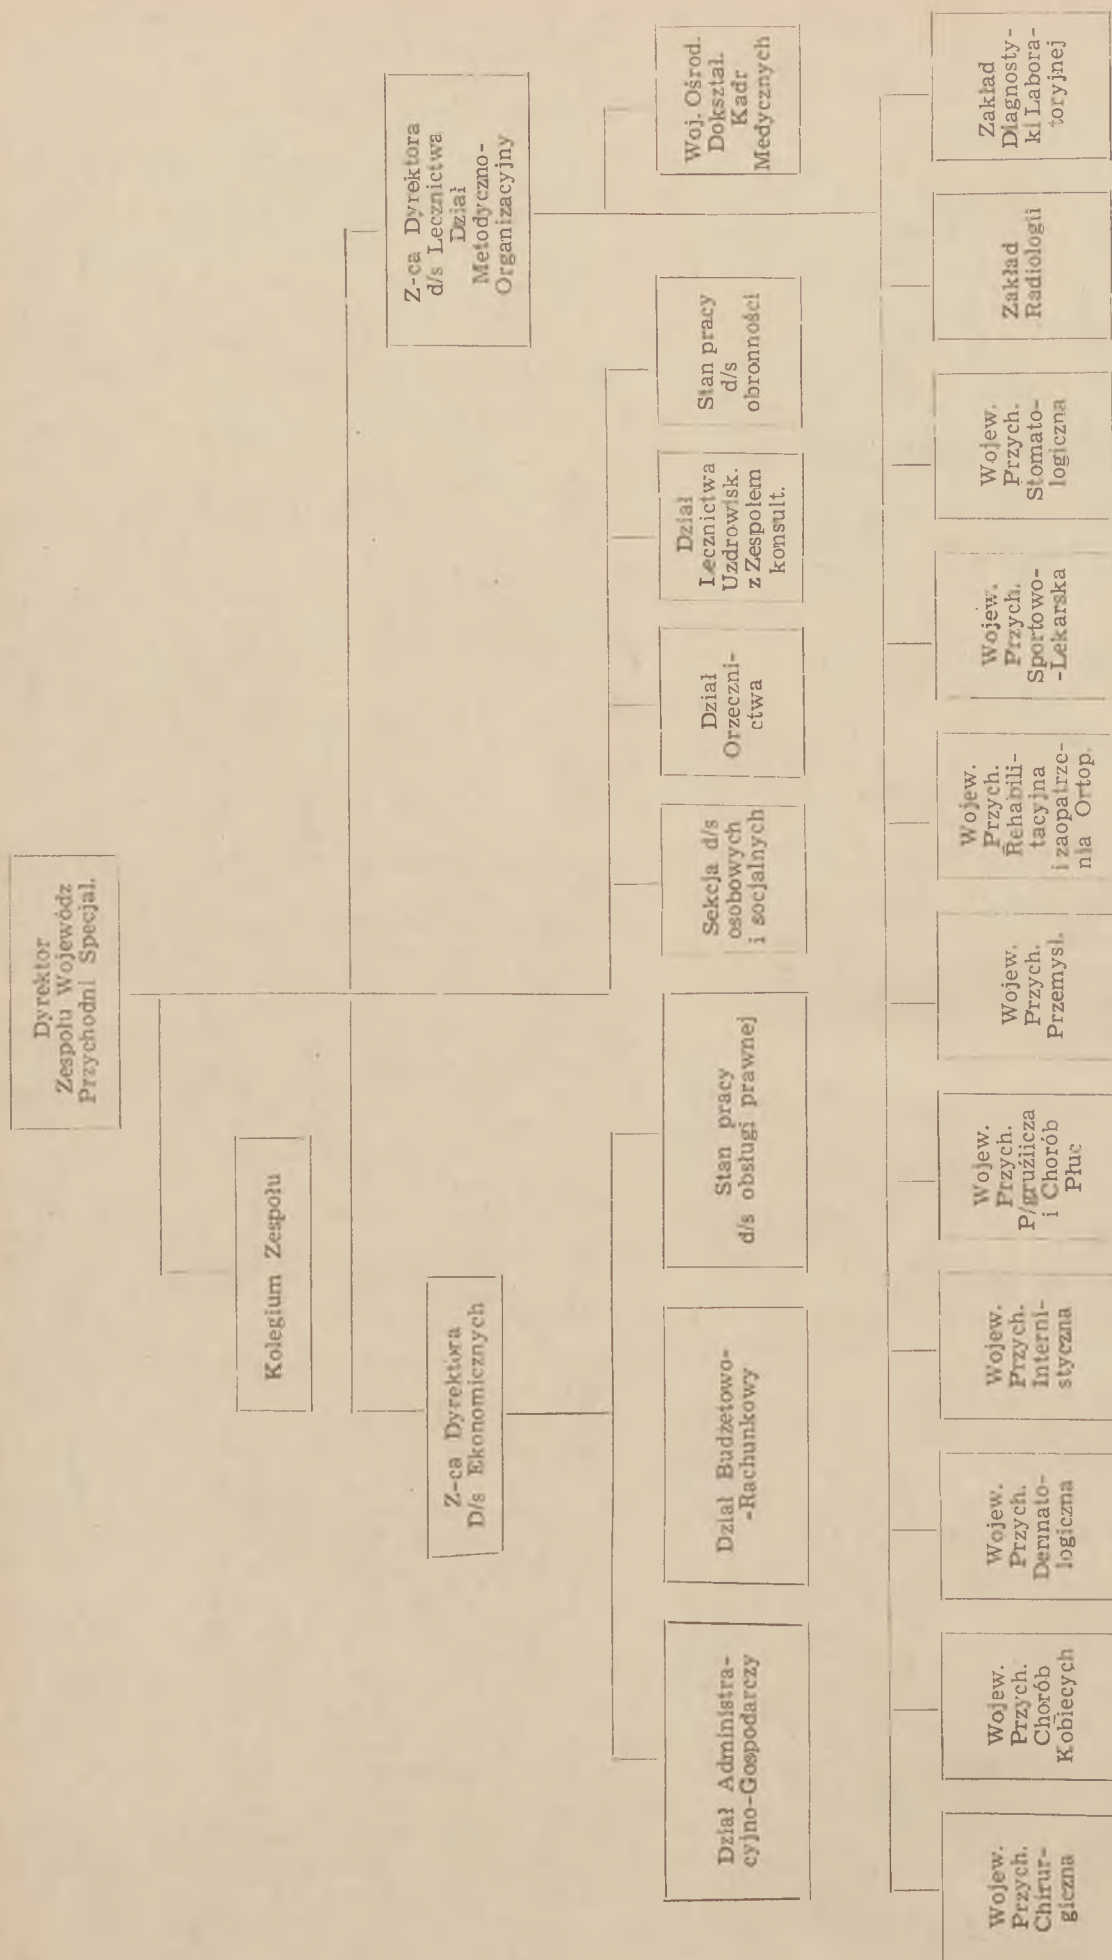 Dyrektor
Zespołu Wojewódz
Przychodni Specjal.
Kolegium Zespołu
Z-ca Dyrektora
D/s Ekonomicznych
Z-ca Dyrektora
d/s Lecznictwa
Dział
Metodyczno-
Organizacyjny
Dział Administra-
cyjno-Gospodarczy
Dział Budżetowo-
-Rachunkowy
Stan pracy
d/s obsługi prawnej
Sekcja d/s
osobowych
i socjalnych
Dział
Orzeczni-
ctwa
Dział
Lecznictwa
Uzdrowisk.
z Zespołem
konsult.
Stan pracy
d/s
obronności
Woj. Ośrod.
Dokształ.
Kadr
Medycznych
Wojew.
Przych.
Chirur-
giczna
Wojew.
Przych.
Chorób
Kobiecych
Wojew.
Przych.
Dermato-
logiczna
Wojew.
Przych.
Interni-
styczna
Wojew.
Przych.
P/gruźlicza
i Chorób
Płuc
Wojew.
Przych.
Przemysł.
Wojew.
Przych.
Rehabili-
tacyjna
i zaopatrze-
nia Ortop.
Wojew.
Przych.
Sportowo-
-Lekarska
Wojew.
Przych.
Stomato-
logiczna
Zakład
Radiologii
Zakład
Diagnosty-
ki Labora-
toryjnej